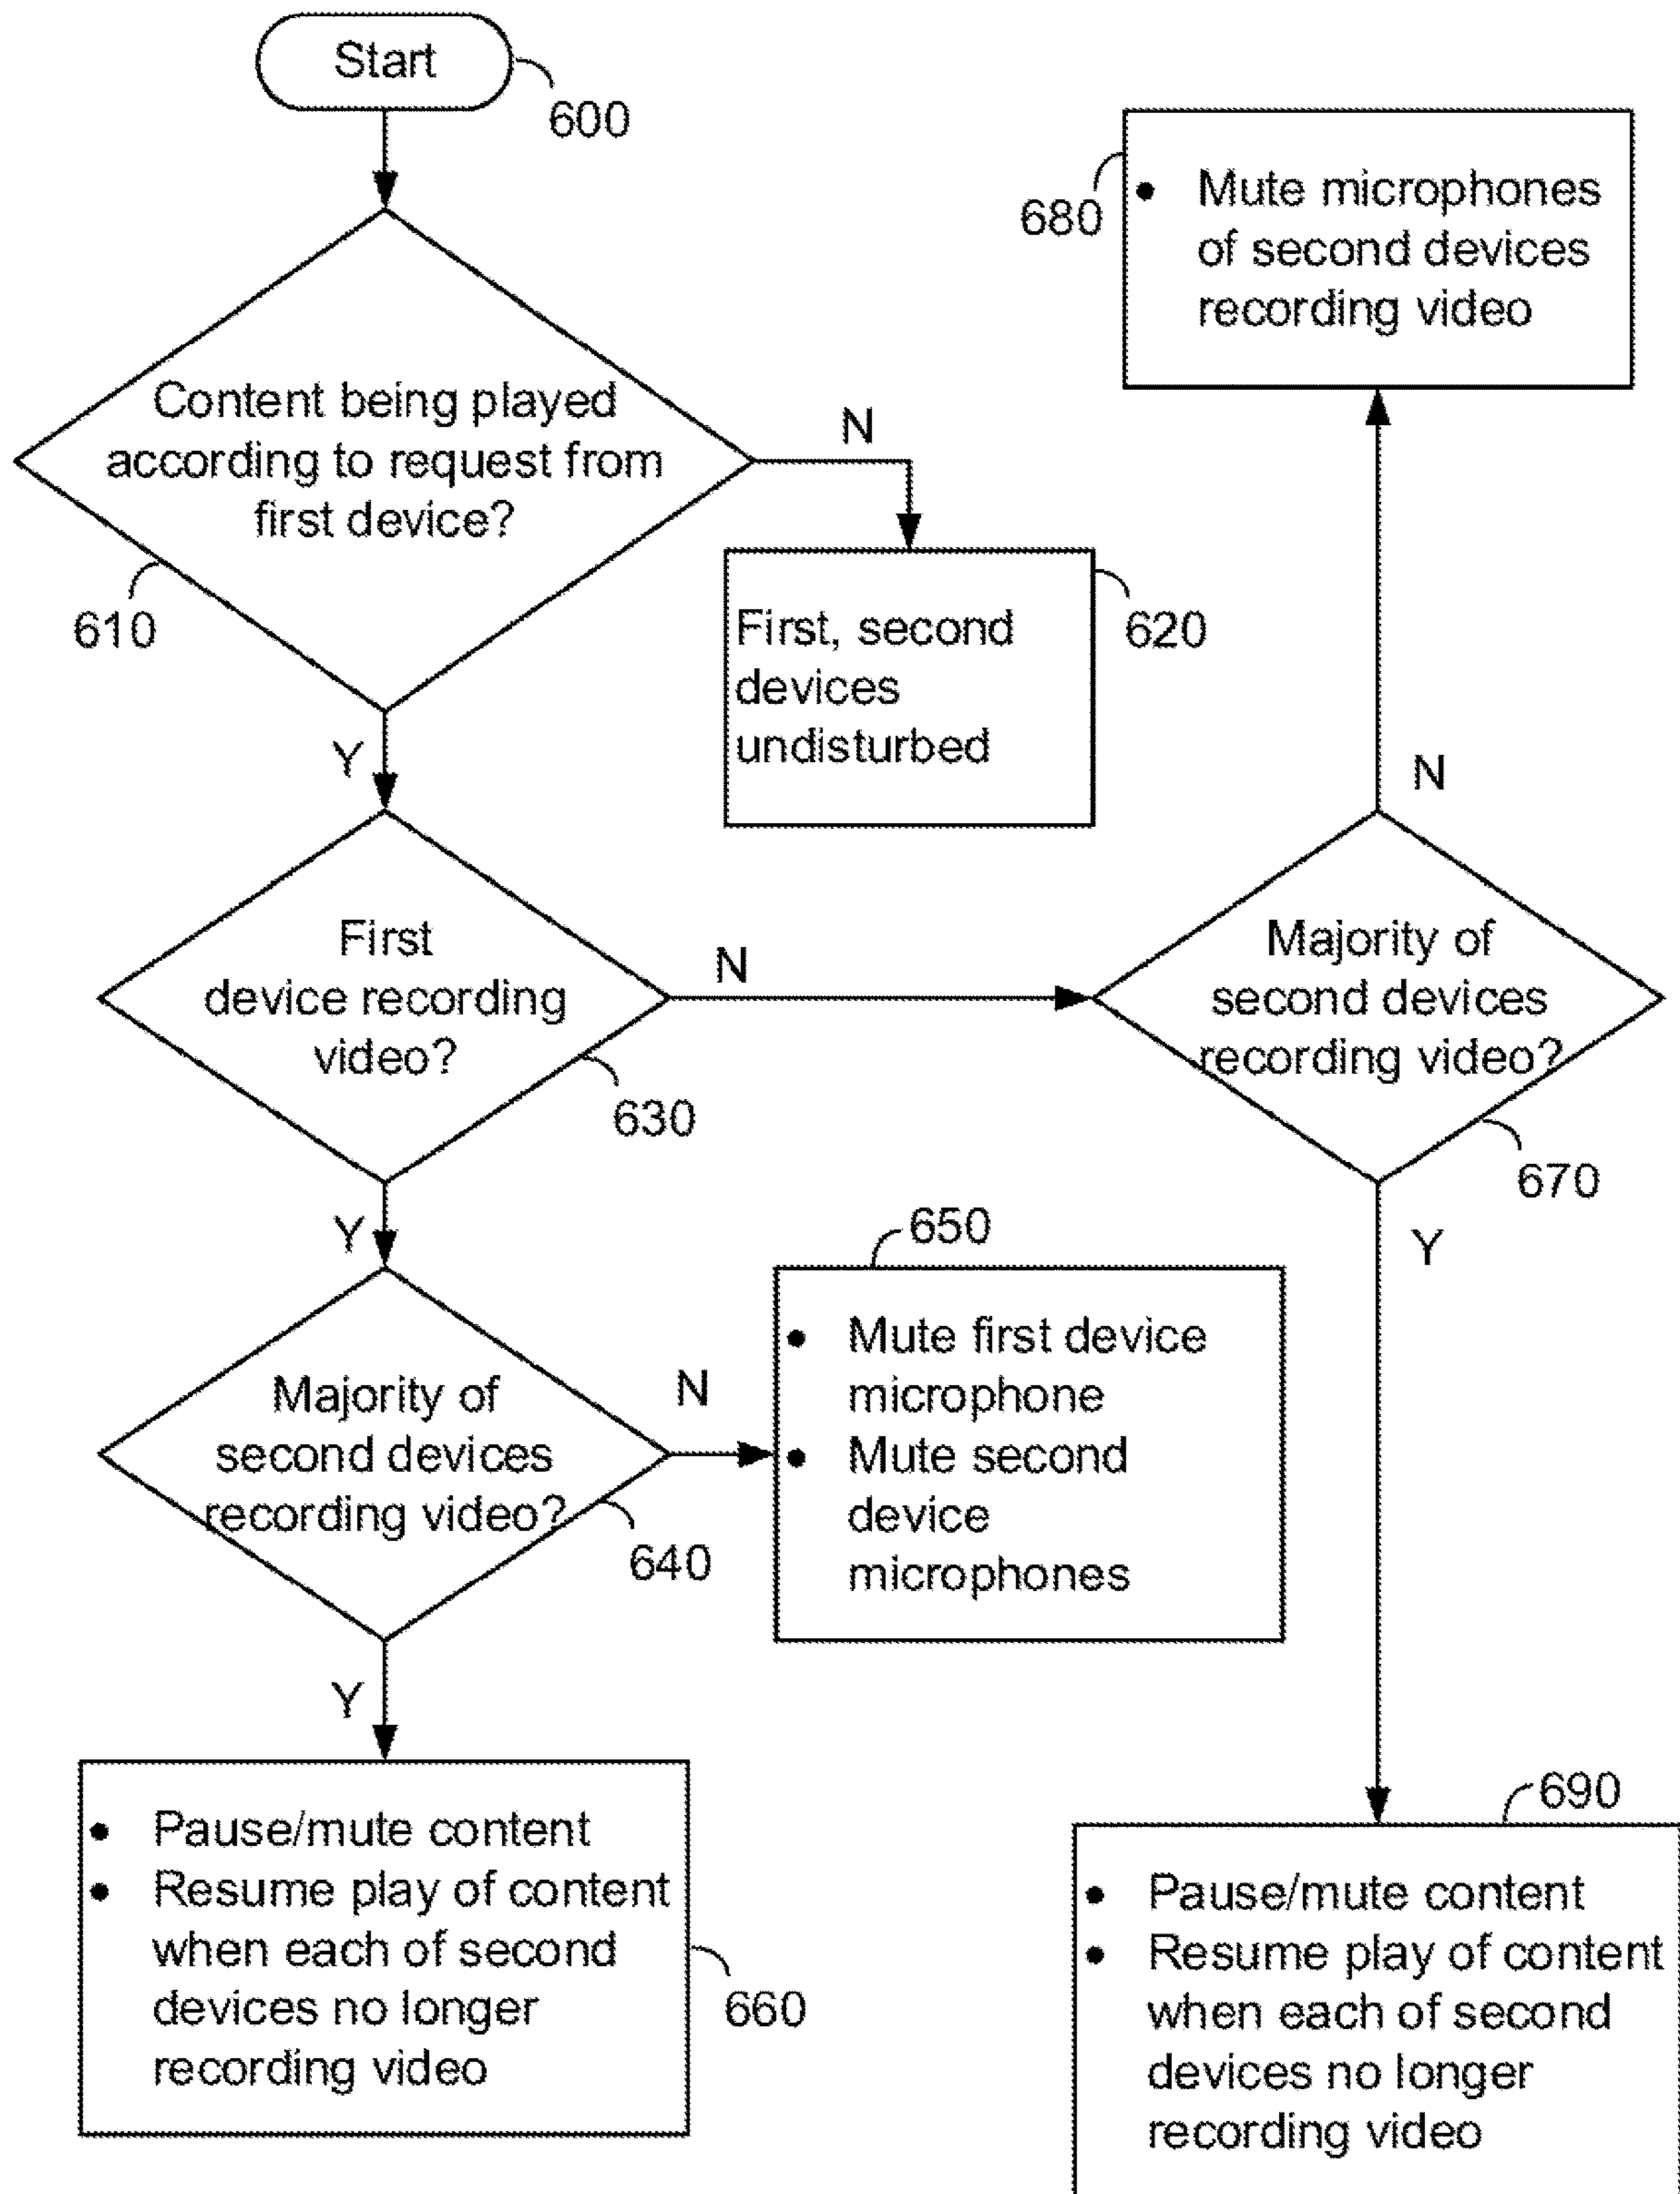 Start
600
Content being played
according to request from
first device?
610
N
First, second
devices
undisturbed
620
Y
First
device recording
video?
630
N
Majority of
second devices
recording video?
670
N
• Mute microphones
of second devices
recording video
680
Y
Y
Majority of
second devices
recording video?
640
N
650
• Mute first device
microphone
• Mute second
device
microphones
Y
• Pause/mute content
• Resume play of content
when each of second
devices no longer
recording video
660
690
• Pause/mute content
• Resume play of content
when each of second
devices no longer
recording video